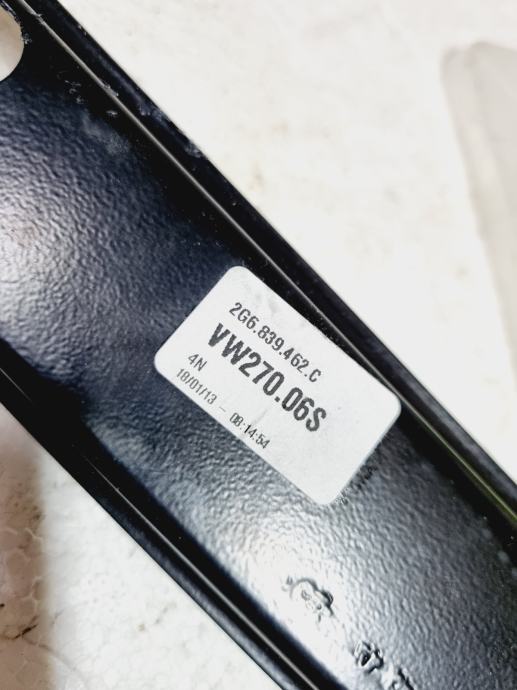 2G6.839.462.C
VW270.06S
4N
18/01/13 – 08:14:54